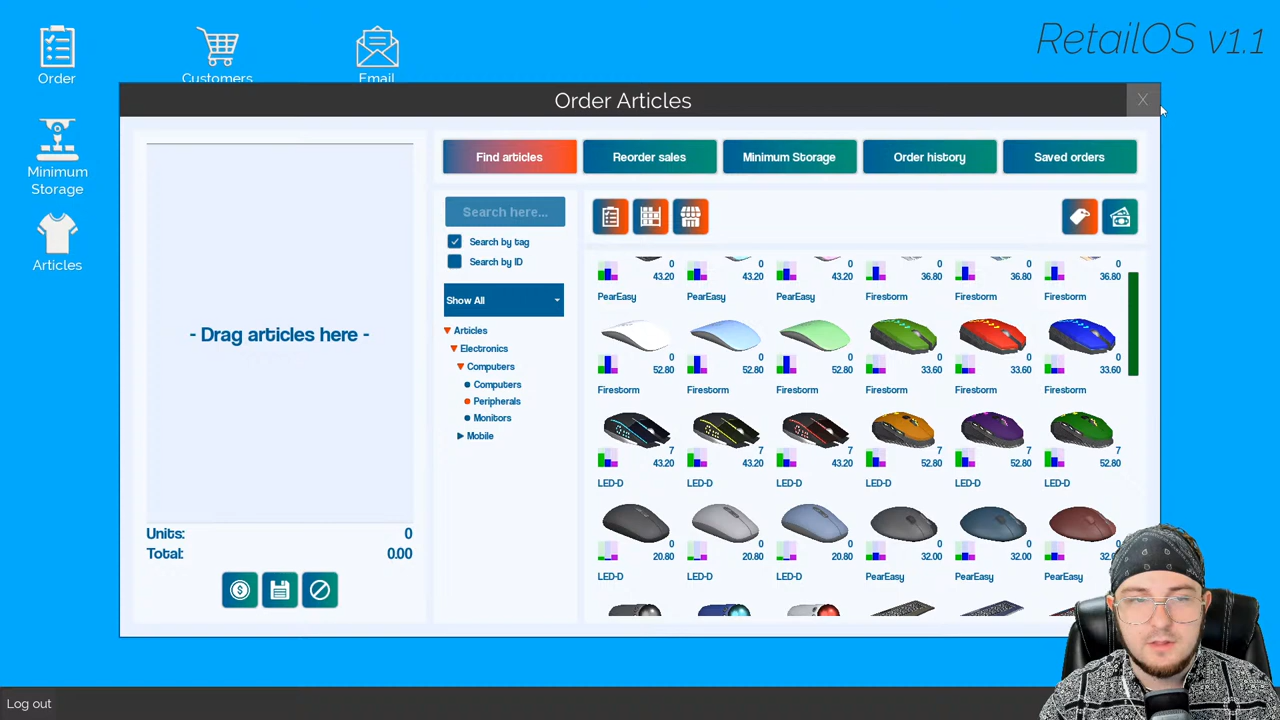 RetailOS v1.1
Order
Customers
Email
Minimum
Storage
Articles
Order Articles
X
Find articles
Reorder sales
Minimum Storage
Order history
Saved orders
Search here...
Search by tag
Search by ID
Show All
Articles
Electronics
Computers
Computers
Peripherals
Monitors
Mobile
- Drag articles here -
Units: 0
Total: 0.00
0 0 0 0 0 0
43.20 43.20 43.20 36.80 36.80 36.80
PearEasy PearEasy PearEasy Firestorm Firestorm Firestorm
0 0 0 0 0 0
52.80 52.80 52.80 33.60 33.60 33.60
Firestorm Firestorm Firestorm Firestorm Firestorm Firestorm
7 7 7 7 7 7
43.20 43.20 43.20 52.80 52.80 52.80
LED-D LED-D LED-D LED-D LED-D LED-D
0 0 0 0 0 0
20.80 20.80 20.80 32.00 32.00 32.00
LED-D LED-D LED-D PearEasy PearEasy PearEasy
Log out